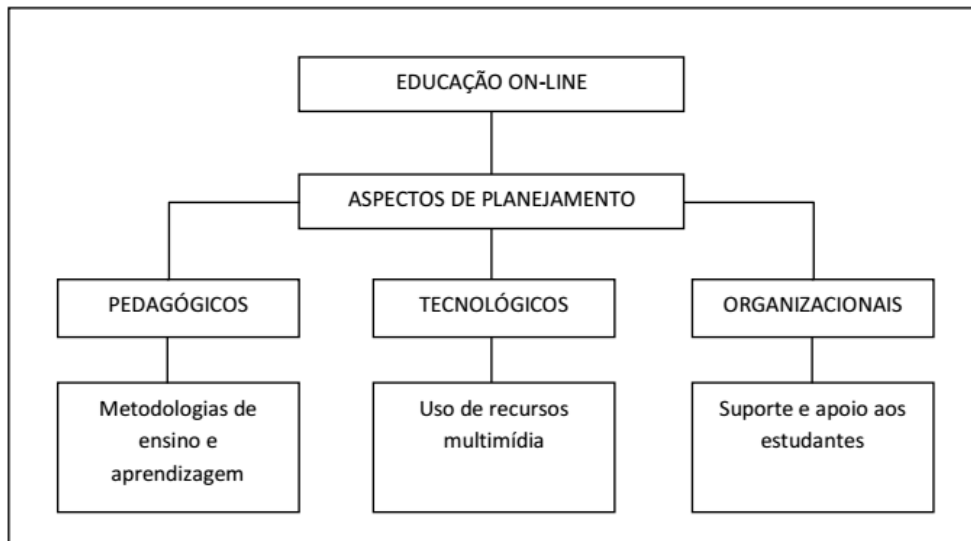 EDUCAÇÃO ON-LINE
ASPECTOS DE PLANEJAMENTO
PEDAGÓGICOS
TECNOLÓGICOS
ORGANIZACIONAIS
Metodologias de
ensino e
aprendizagem
Uso de recursos
multimídia
Suporte e apoio aos
estudantes